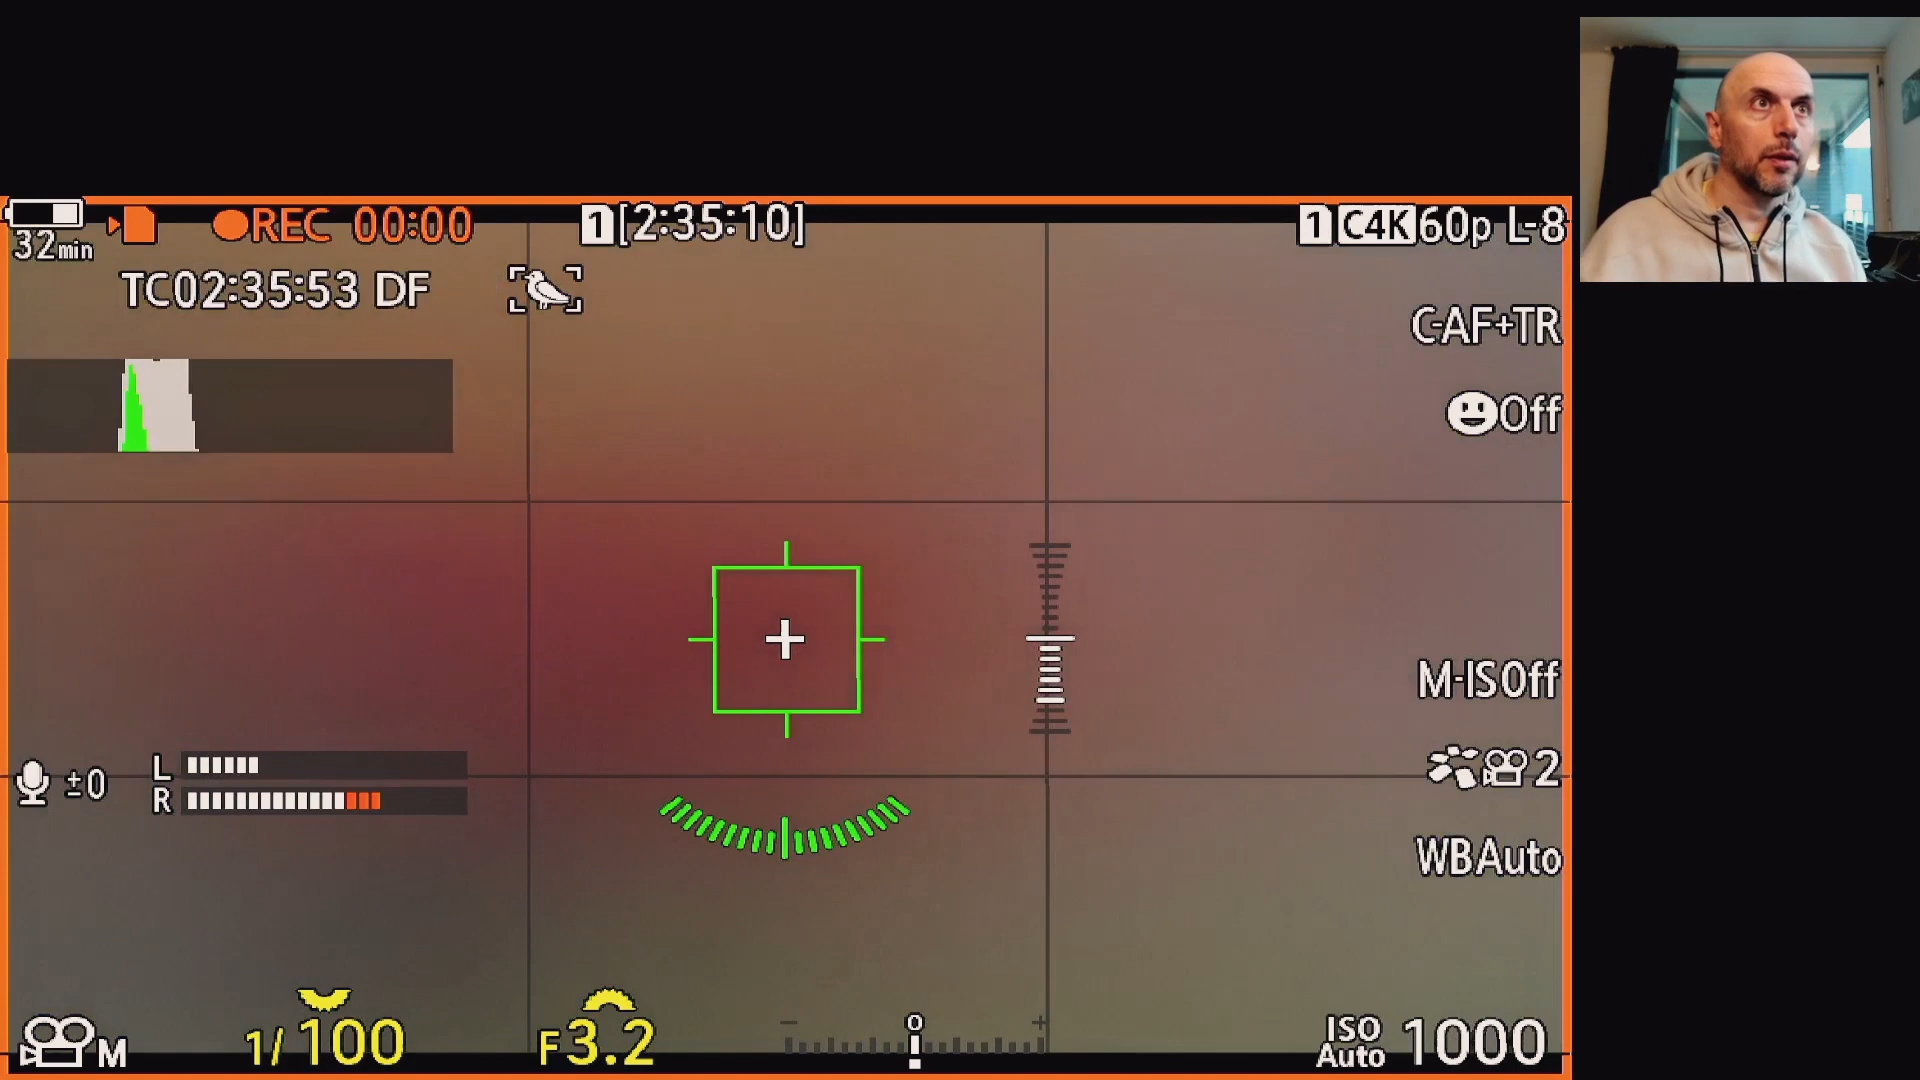 32min
REC 00:00
1[2:35:10]
1 C4K 60p L-8
TC02:35:53 DF
C-AF+TR
Off
M-IS Off
±0
L
R
2
WB Auto
M
1/100
F3.2
− 0 +
ISO Auto 1000